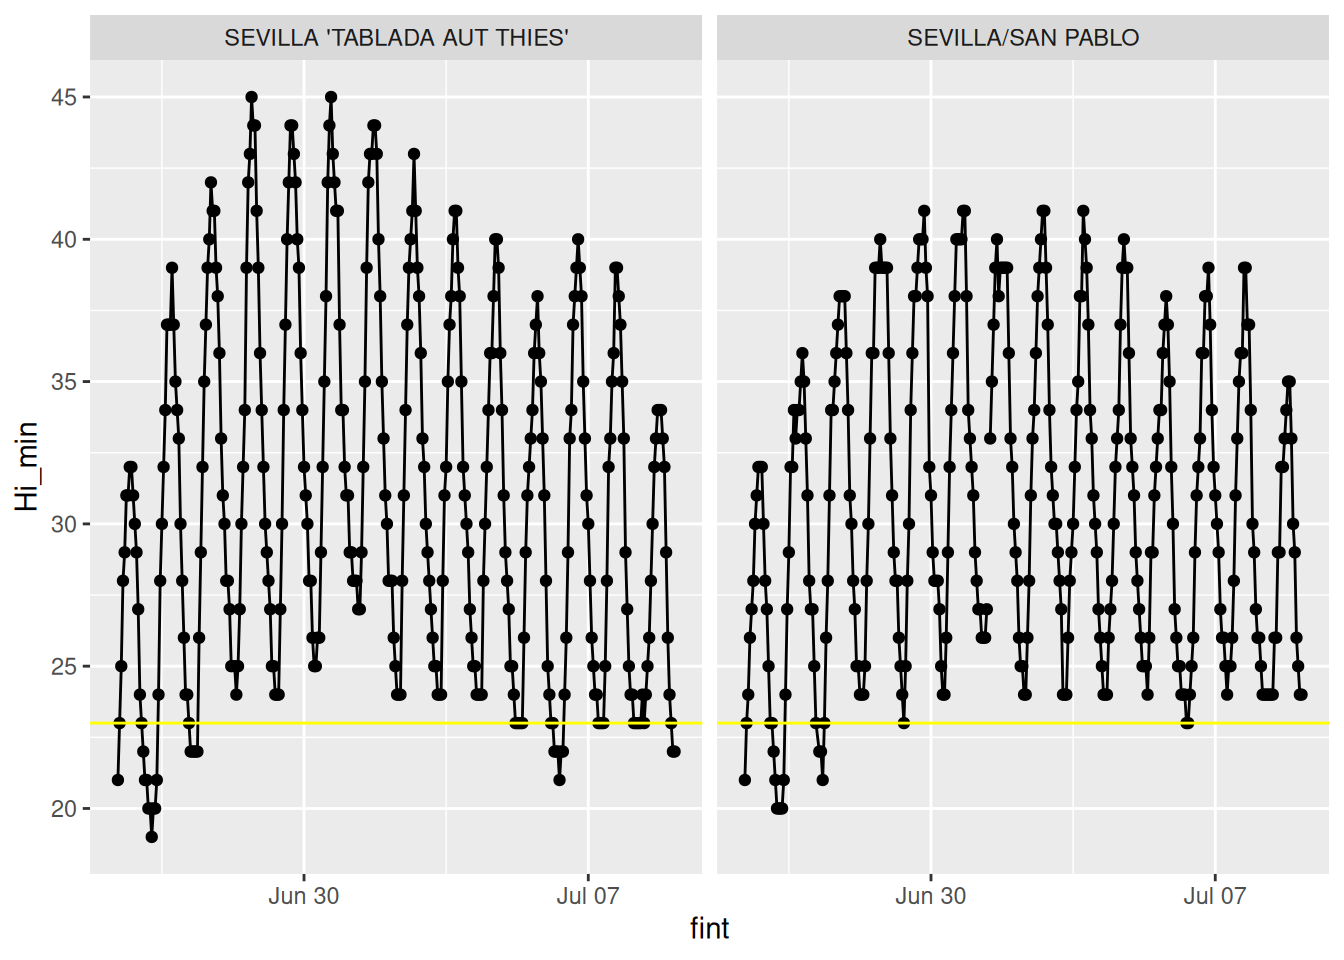 SEVILLA 'TABLADA AUT THIES'
SEVILLA/SAN PABLO
45
40
35
30
25
20
Hi_min
Jun 30
Jul 07
Jun 30
Jul 07
fint